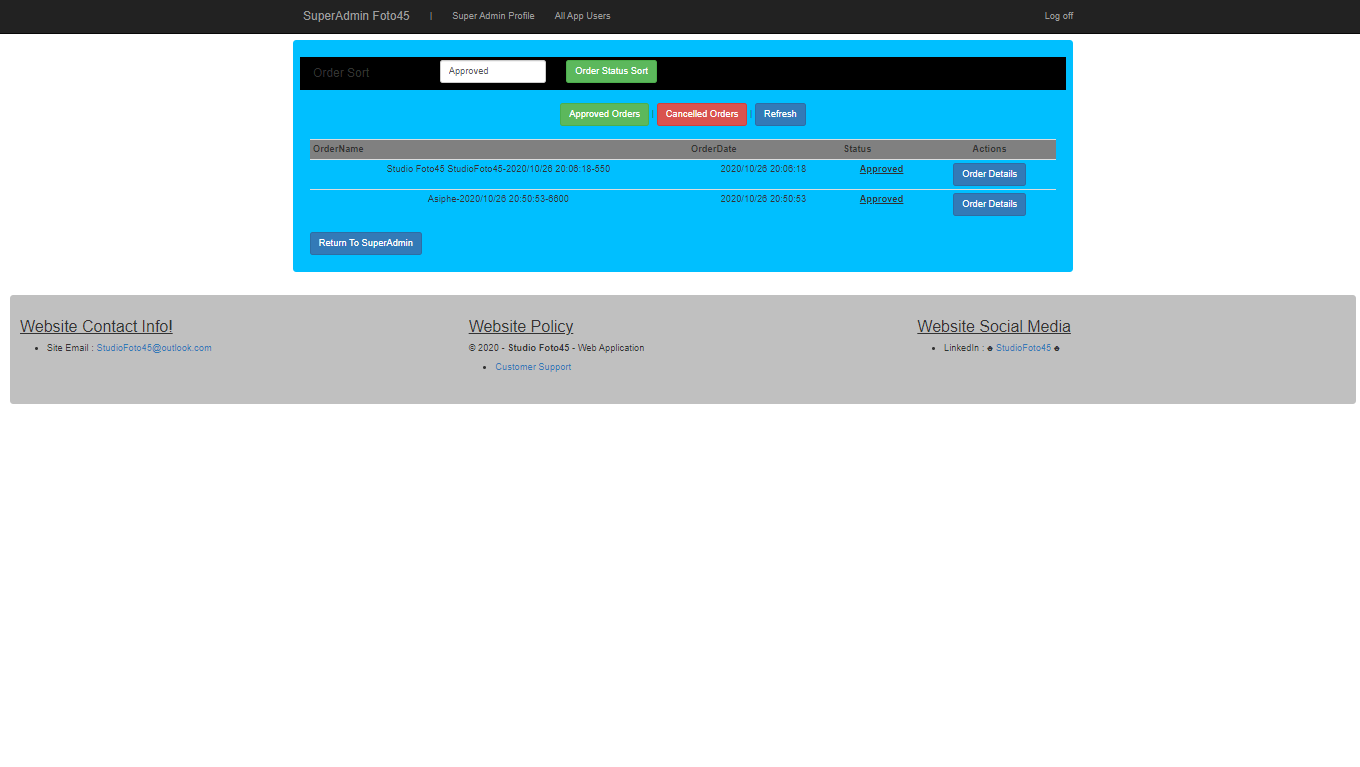 SuperAdmin Foto45 | Super Admin Profile All App Users Log off
Order Sort Approved Order Status Sort
Approved Orders | Cancelled Orders | Refresh
OrderName OrderDate Status Actions
Studio Foto45 StudioFoto45-2020/10/26 20:06:18-550 2020/10/26 20:06:18 Approved Order Details
Asiphe-2020/10/26 20:50:53-6600 2020/10/26 20:50:53 Approved Order Details
Return To SuperAdmin
Website Contact Info!
Site Email : StudioFoto45@outlook.com
Website Policy
© 2020 - Studio Foto45 - Web Application
Customer Support
Website Social Media
LinkedIn : ♠ StudioFoto45 ♠